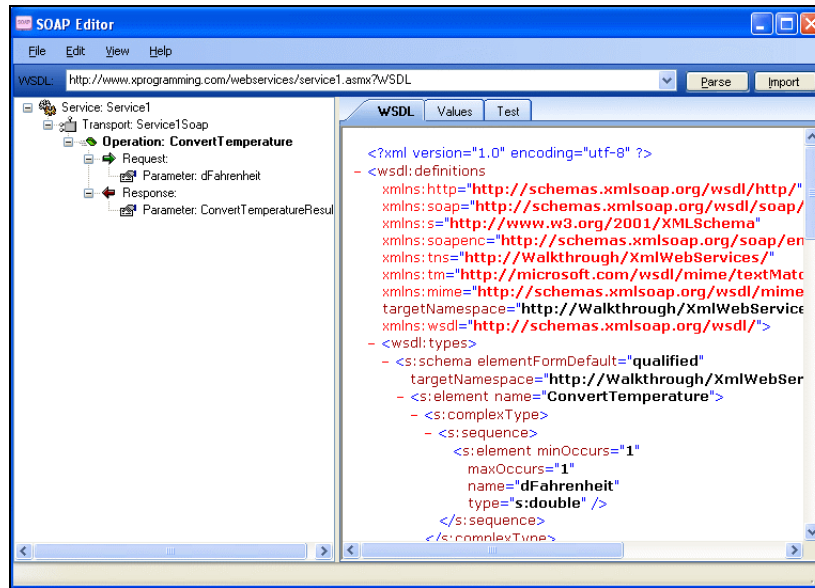 SOAP Editor
File Edit View Help
WSDL: http://www.xprogramming.com/webservices/service1.asmx?WSDL Parse Import
Service: Service1
Transport: Service1Soap
Operation: ConvertTemperature
Request:
Parameter: dFahrenheit
Response:
Parameter: ConvertTemperatureResul
WSDL Values Test
<?xml version="1.0" encoding="utf-8" ?>
- <wsdl:definitions
xmlns:http="http://schemas.xmlsoap.org/wsdl/http/"
xmlns:soap="http://schemas.xmlsoap.org/wsdl/soap/
xmlns:s="http://www.w3.org/2001/XMLSchema"
xmlns:soapenc="http://schemas.xmlsoap.org/soap/en
xmlns:tns="http://Walkthrough/XmlWebServices/"
xmlns:tm="http://microsoft.com/wsdl/mime/textMatc
xmlns:mime="http://schemas.xmlsoap.org/wsdl/mime
targetNamespace="http://Walkthrough/XmlWebService
xmlns:wsdl="http://schemas.xmlsoap.org/wsdl/">
- <wsdl:types>
- <s:schema elementFormDefault="qualified"
targetNamespace="http://Walkthrough/XmlWebSer
- <s:element name="ConvertTemperature">
- <s:complexType>
- <s:sequence>
<s:element minOccurs="1"
maxOccurs="1"
name="dFahrenheit"
type="s:double" />
</s:sequence>
</s:complexType>